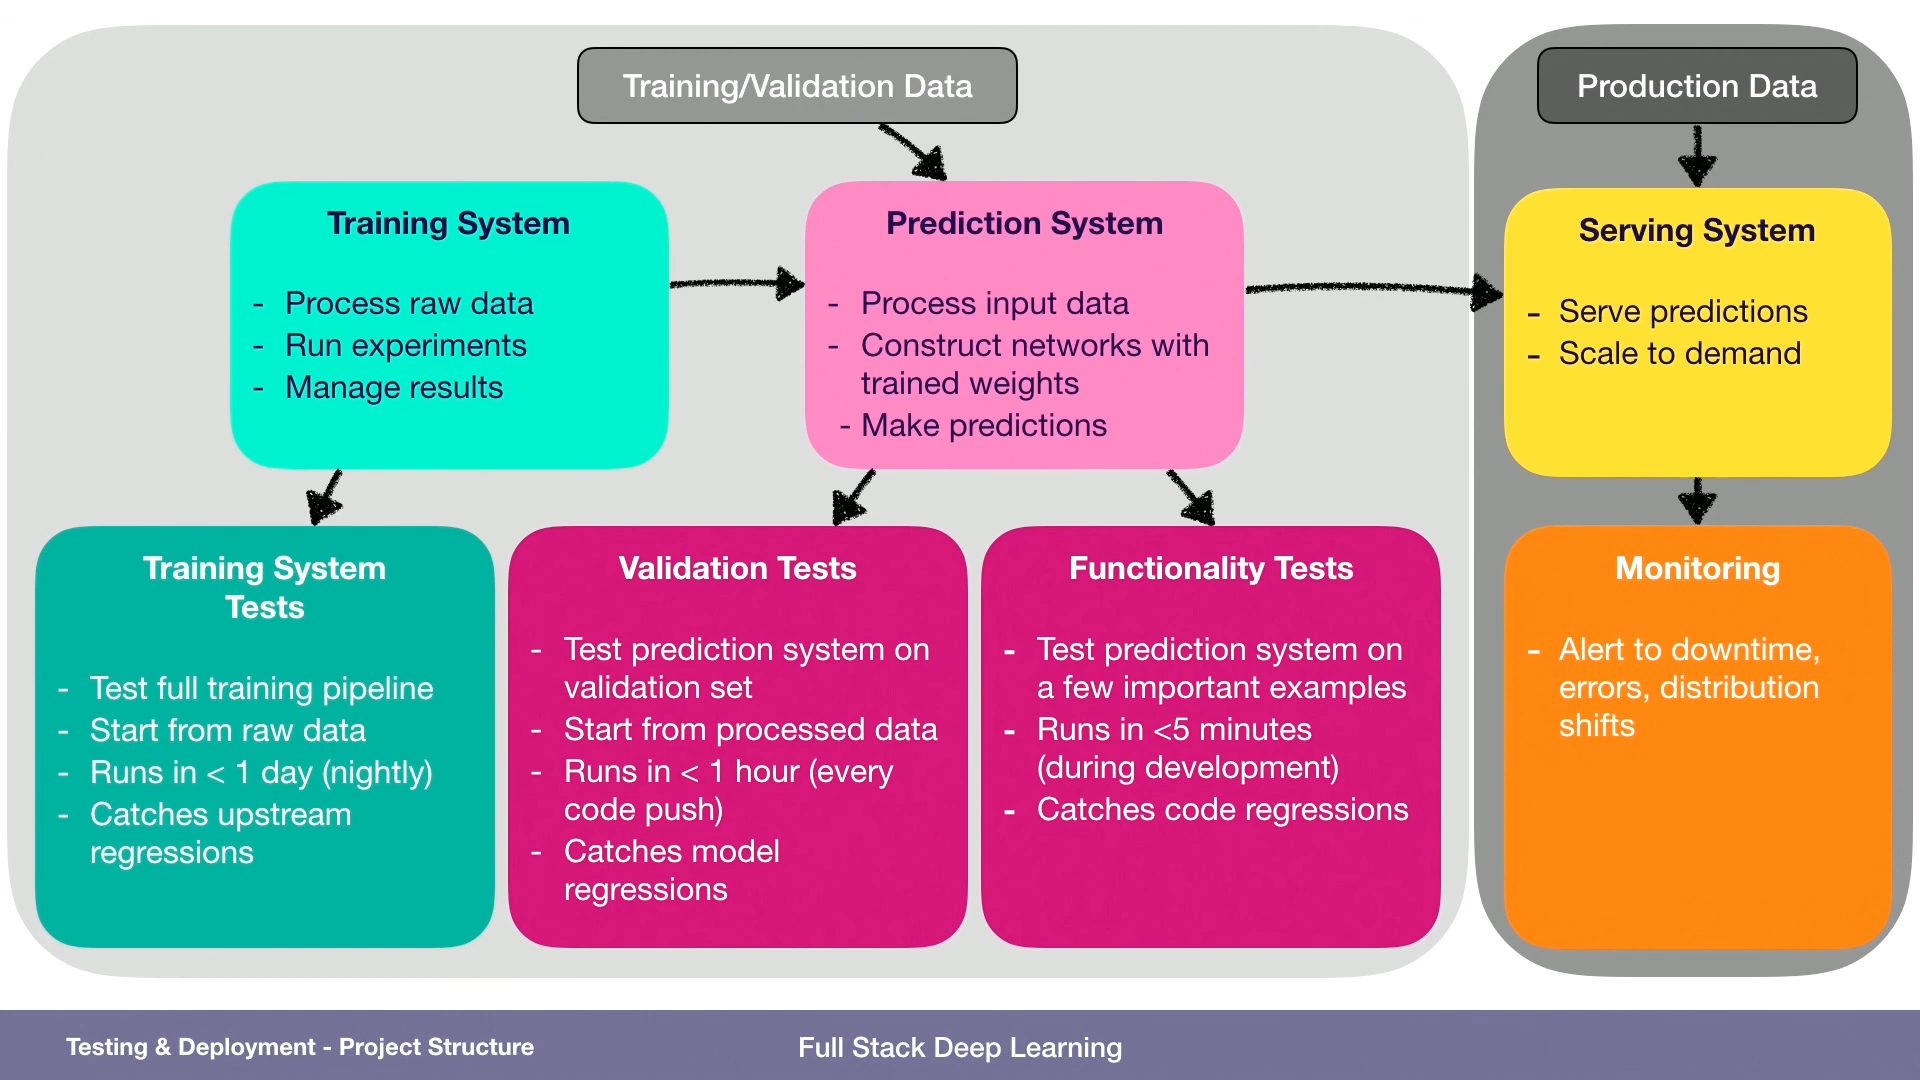 Training/Validation Data
Production Data
Training System
- Process raw data
- Run experiments
- Manage results
Prediction System
- Process input data
- Construct networks with
trained weights
- Make predictions
Serving System
- Serve predictions
- Scale to demand
Training System
Tests
- Test full training pipeline
- Start from raw data
- Runs in < 1 day (nightly)
- Catches upstream
regressions
Validation Tests
- Test prediction system on
validation set
- Start from processed data
- Runs in < 1 hour (every
code push)
- Catches model
regressions
Functionality Tests
- Test prediction system on
a few important examples
- Runs in <5 minutes
(during development)
- Catches code regressions
Monitoring
- Alert to downtime,
errors, distribution
shifts
Testing & Deployment - Project Structure
Full Stack Deep Learning